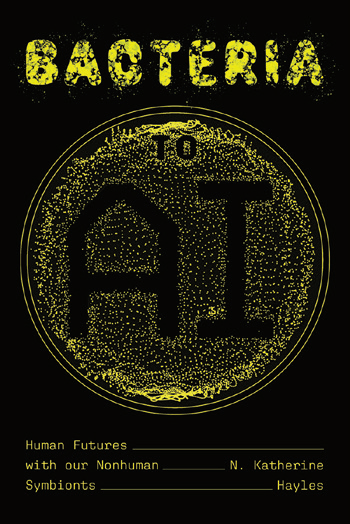 BACTERIA
TO
AI
Human Futures
with our Nonhuman N. Katherine
Symbionts Hayles